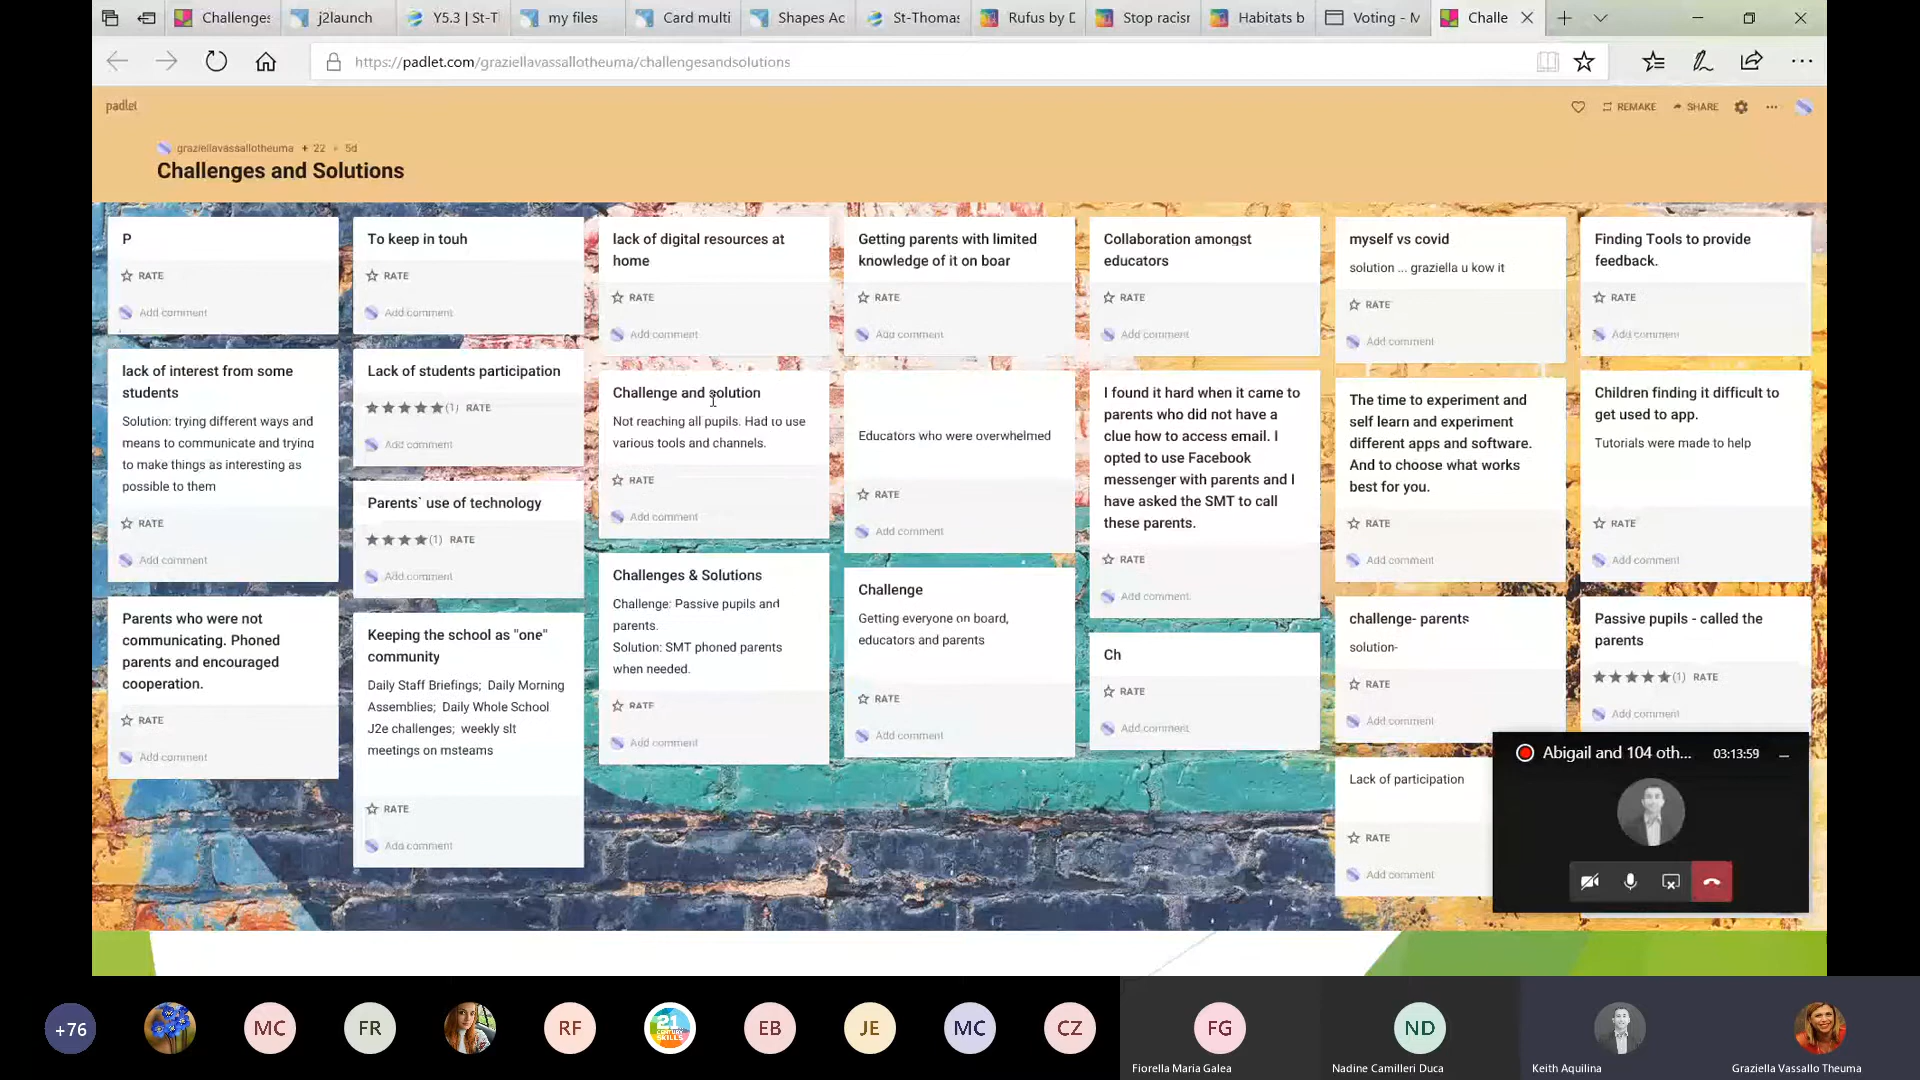 Challenges
j2launch
Y5.3 | St-T
my files
Card multi
Shapes Ac
St-Thomas
Rufus by D
Stop racisr
Habitats b
Voting - M
Challe
https://padlet.com/graziellavassallotheuma/challengesandsolutions
padlet
REMAKE
SHARE
graziellavassallotheuma + 22 • 5d
Challenges and Solutions
P
RATE
Add comment
lack of interest from some
students
Solution: trying different ways and
means to communicate and trying
to make things as interesting as
possible to them
RATE
Add comment
Parents who were not
communicating. Phoned
parents and encouraged
cooperation.
RATE
Add comment
To keep in touh
RATE
Add comment
Lack of students participation
(1) RATE
Add comment
Parents` use of technology
(1) RATE
Add comment
Keeping the school as "one"
community
Daily Staff Briefings; Daily Morning
Assemblies; Daily Whole School
J2e challenges; weekly slt
meetings on msteams
RATE
Add comment
lack of digital resources at
home
RATE
Add comment
Challenge and solution
Not reaching all pupils. Had to use
various tools and channels.
RATE
Add comment
Challenges & Solutions
Challenge: Passive pupils and
parents.
Solution: SMT phoned parents
when needed.
RATE
Add comment
Getting parents with limited
knowledge of it on boar
RATE
Add comment
Educators who were overwhelmed
RATE
Add comment
Challenge
Getting everyone on board,
educators and parents
RATE
Add comment
Collaboration amongst
educators
RATE
Add comment
I found it hard when it came to
parents who did not have a
clue how to access email. I
opted to use Facebook
messenger with parents and I
have asked the SMT to call
these parents.
RATE
Add comment
Ch
RATE
Add comment
myself vs covid
solution ... graziella u kow it
RATE
Add comment
The time to experiment and
self learn and experiment
different apps and software.
And to choose what works
best for you.
RATE
Add comment
challenge- parents
solution-
RATE
Add comment
Lack of participation
RATE
Add comment
Finding Tools to provide
feedback.
RATE
Add comment
Children finding it difficult to
get used to app.
Tutorials were made to help
RATE
Add comment
Passive pupils - called the
parents
(1) RATE
Add comment
Abigail and 104 oth...
03:13:59
+76
MC
FR
RF
21
CENTURY
SKILLS
EB
JE
MC
CZ
FG
Fiorella Maria Galea
ND
Nadine Camilleri Duca
Keith Aquilina
Graziella Vassallo Theuma